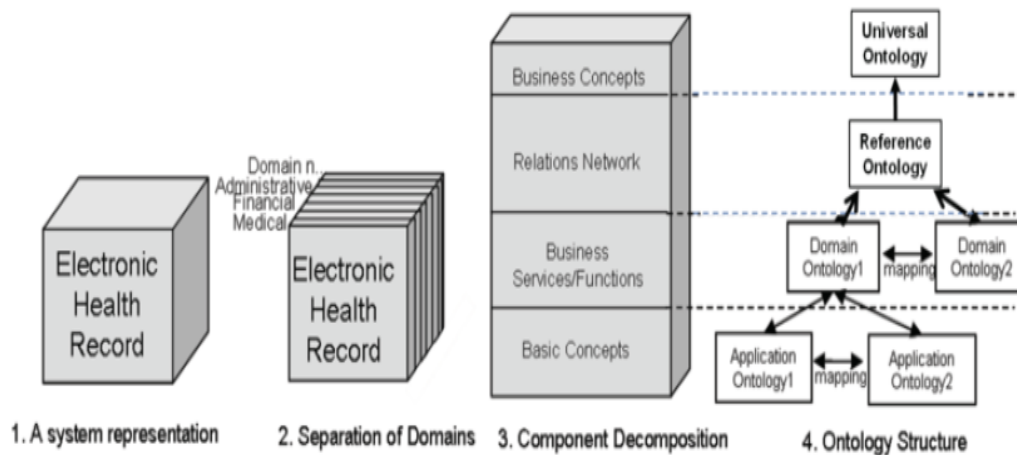 Electronic
Health
Record
1. A system representation
Domain n..
Administrative
Financial
Medical
Electronic
Health
Record
2. Separation of Domains
Business Concepts
Relations Network
Business
Services/Functions
Basic Concepts
3. Component Decomposition
Universal
Ontology
Reference
Ontology
Domain
Ontology1
mapping
Domain
Ontology2
Application
Ontology1
mapping
Application
Ontology2
4. Ontology Structure